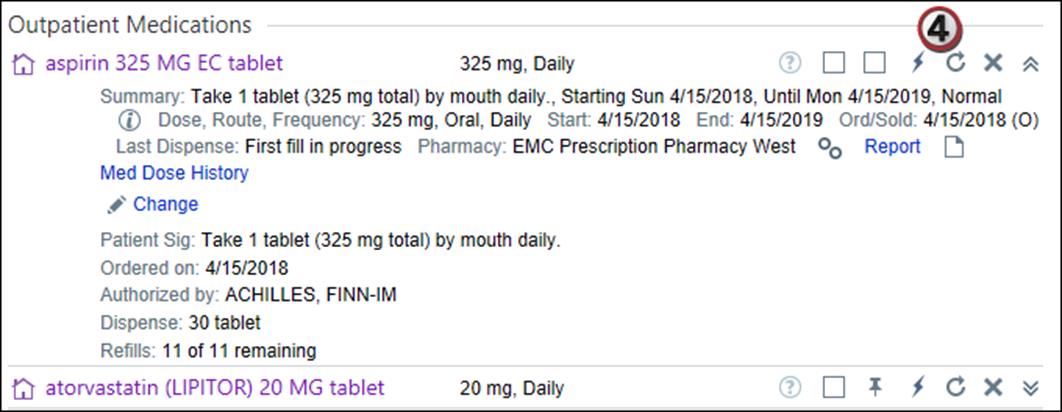 Outpatient Medications
4
aspirin 325 MG EC tablet 325 mg, Daily ?
Summary: Take 1 tablet (325 mg total) by mouth daily., Starting Sun 4/15/2018, Until Mon 4/15/2019, Normal
i Dose, Route, Frequency: 325 mg, Oral, Daily Start: 4/15/2018 End: 4/15/2019 Ord/Sold: 4/15/2018 (O)
Last Dispense: First fill in progress Pharmacy: EMC Prescription Pharmacy West Report
Med Dose History
Change
Patient Sig: Take 1 tablet (325 mg total) by mouth daily.
Ordered on: 4/15/2018
Authorized by: ACHILLES, FINN-IM
Dispense: 30 tablet
Refills: 11 of 11 remaining
atorvastatin (LIPITOR) 20 MG tablet 20 mg, Daily ?